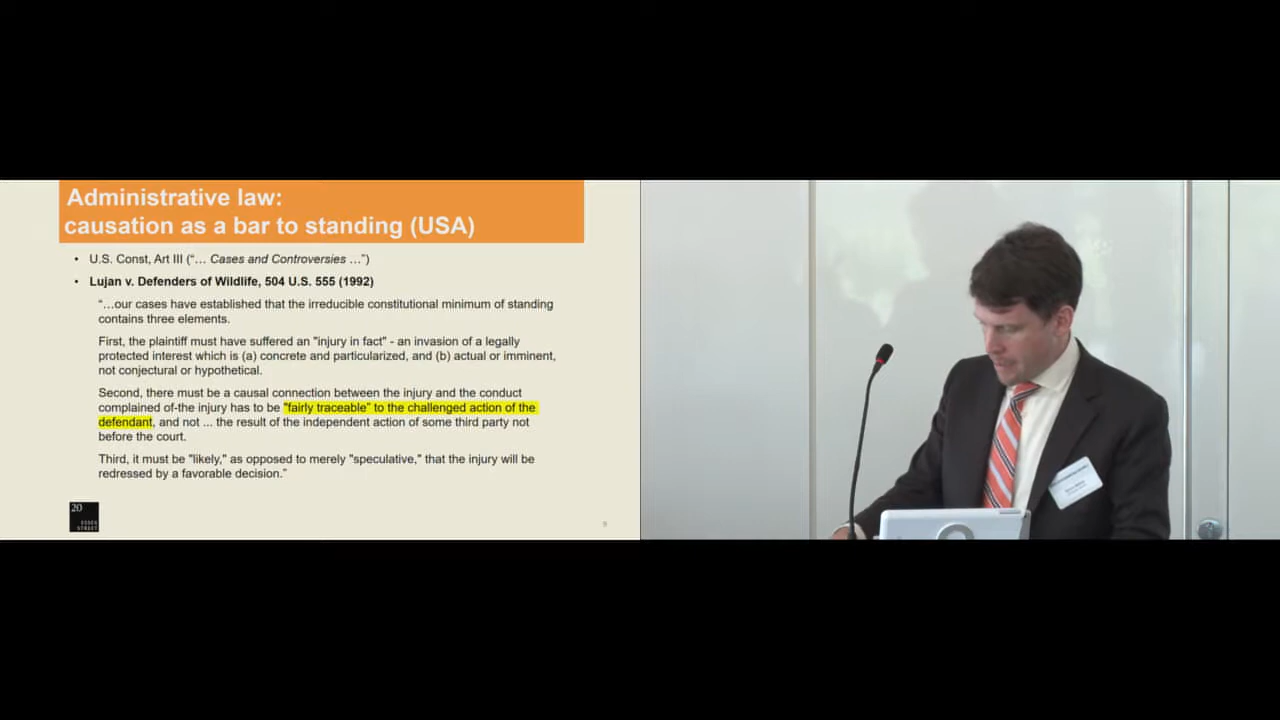 Administrative law:
causation as a bar to standing (USA)
• U.S. Const, Art III (“… Cases and Controversies …”)
• Lujan v. Defenders of Wildlife, 504 U.S. 555 (1992)
“…our cases have established that the irreducible constitutional minimum of standing
contains three elements.
First, the plaintiff must have suffered an "injury in fact" - an invasion of a legally
protected interest which is (a) concrete and particularized, and (b) actual or imminent,
not conjectural or hypothetical.
Second, there must be a causal connection between the injury and the conduct
complained of-the injury has to be "fairly traceable" to the challenged action of the
defendant, and not ... the result of the independent action of some third party not
before the court.
Third, it must be "likely," as opposed to merely "speculative," that the injury will be
redressed by a favorable decision.”
20
ESSEX
STREET
9